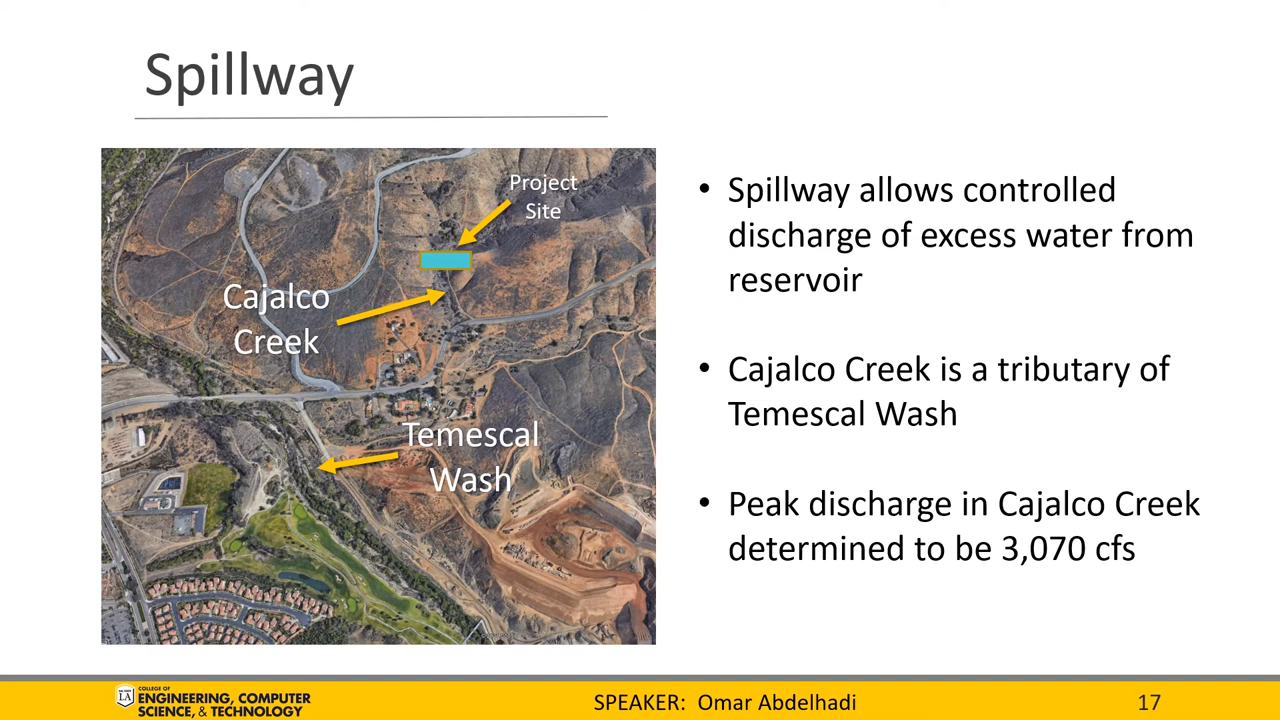 Spillway
Project
Site
Cajalco
Creek
Temescal
Wash
• Spillway allows controlled
discharge of excess water from
reservoir
• Cajalco Creek is a tributary of
Temescal Wash
• Peak discharge in Cajalco Creek
determined to be 3,070 cfs
LA
COLLEGE OF
ENGINEERING, COMPUTER
SCIENCE, & TECHNOLOGY
SPEAKER: Omar Abdelhadi
17